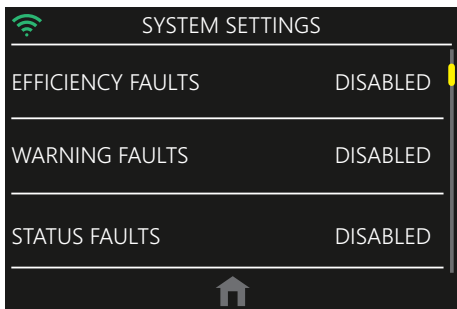 SYSTEM SETTINGS
EFFICIENCY FAULTS DISABLED
WARNING FAULTS DISABLED
STATUS FAULTS DISABLED